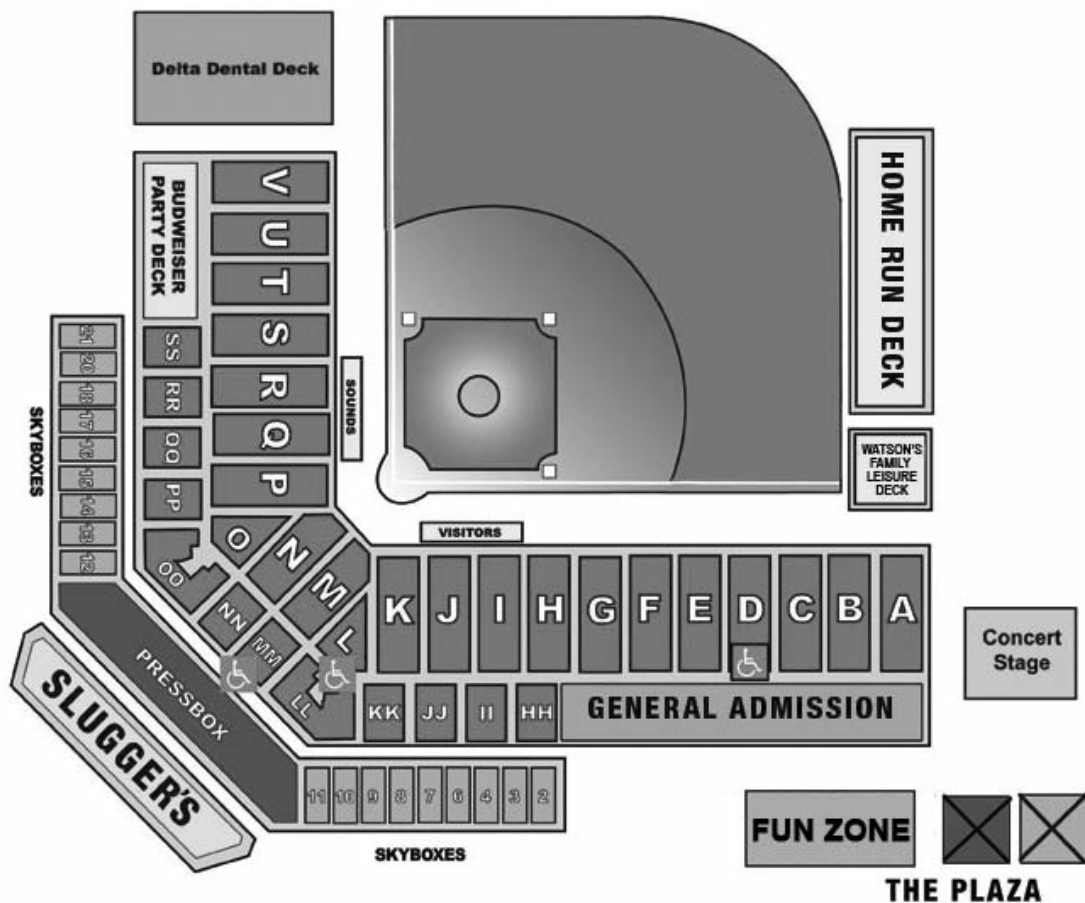 Delta Dental Deck
BUDWEISER
PARTY DECK
V
U
T
S
R
Q
P
O
N
M
L
K
J
I
H
G
F
E
D
C
B
A
SS
RR
QQ
PP
OO
NN
MM
LL
KK
JJ
II
HH
GENERAL ADMISSION
SOUNDS
VISITORS
HOME RUN DECK
WATSON'S
FAMILY
LEISURE
DECK
Concert
Stage
SKYBOXES
21
20
18
17
16
15
14
13
12
PRESSBOX
SLUGGER'S
11
10
9
8
7
6
4
3
2
SKYBOXES
FUN ZONE
THE PLAZA